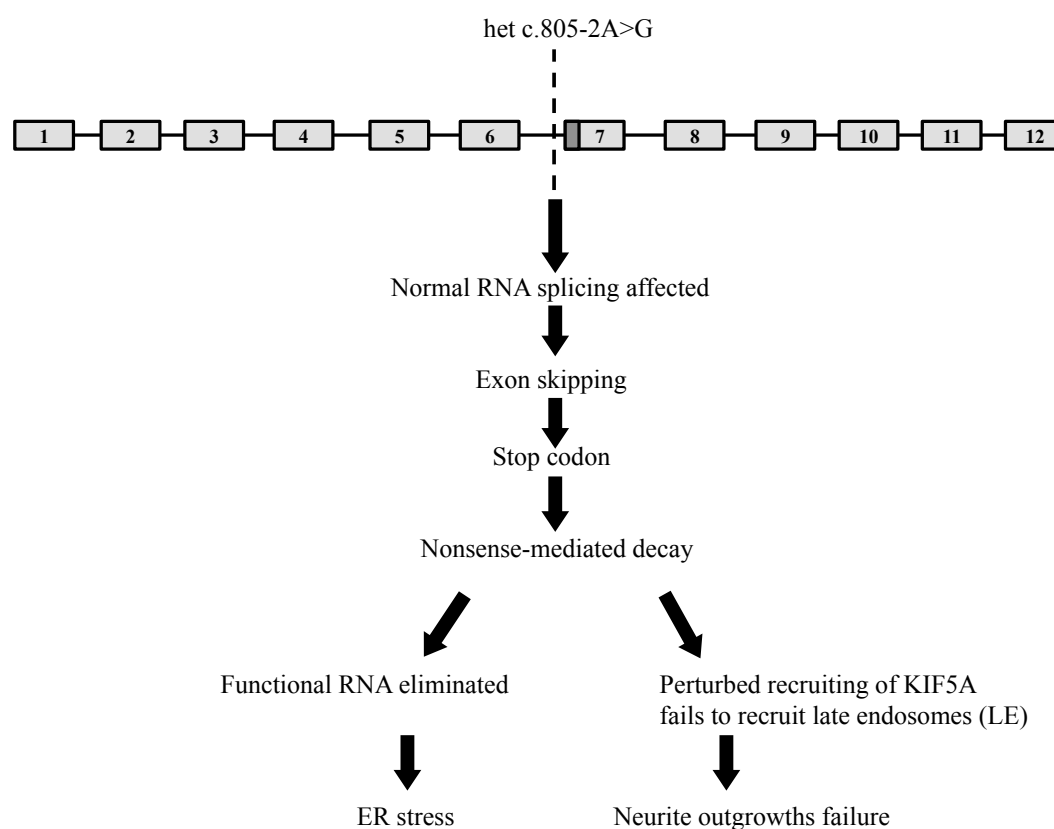 het c.805-2A>G
1 2 3 4 5 6 7 8 9 10 11 12
Normal RNA splicing affected
Exon skipping
Stop codon
Nonsense-mediated decay
Functional RNA eliminated
Perturbed recruiting of KIF5A
fails to recruit late endosomes (LE)
ER stress
Neurite outgrowths failure